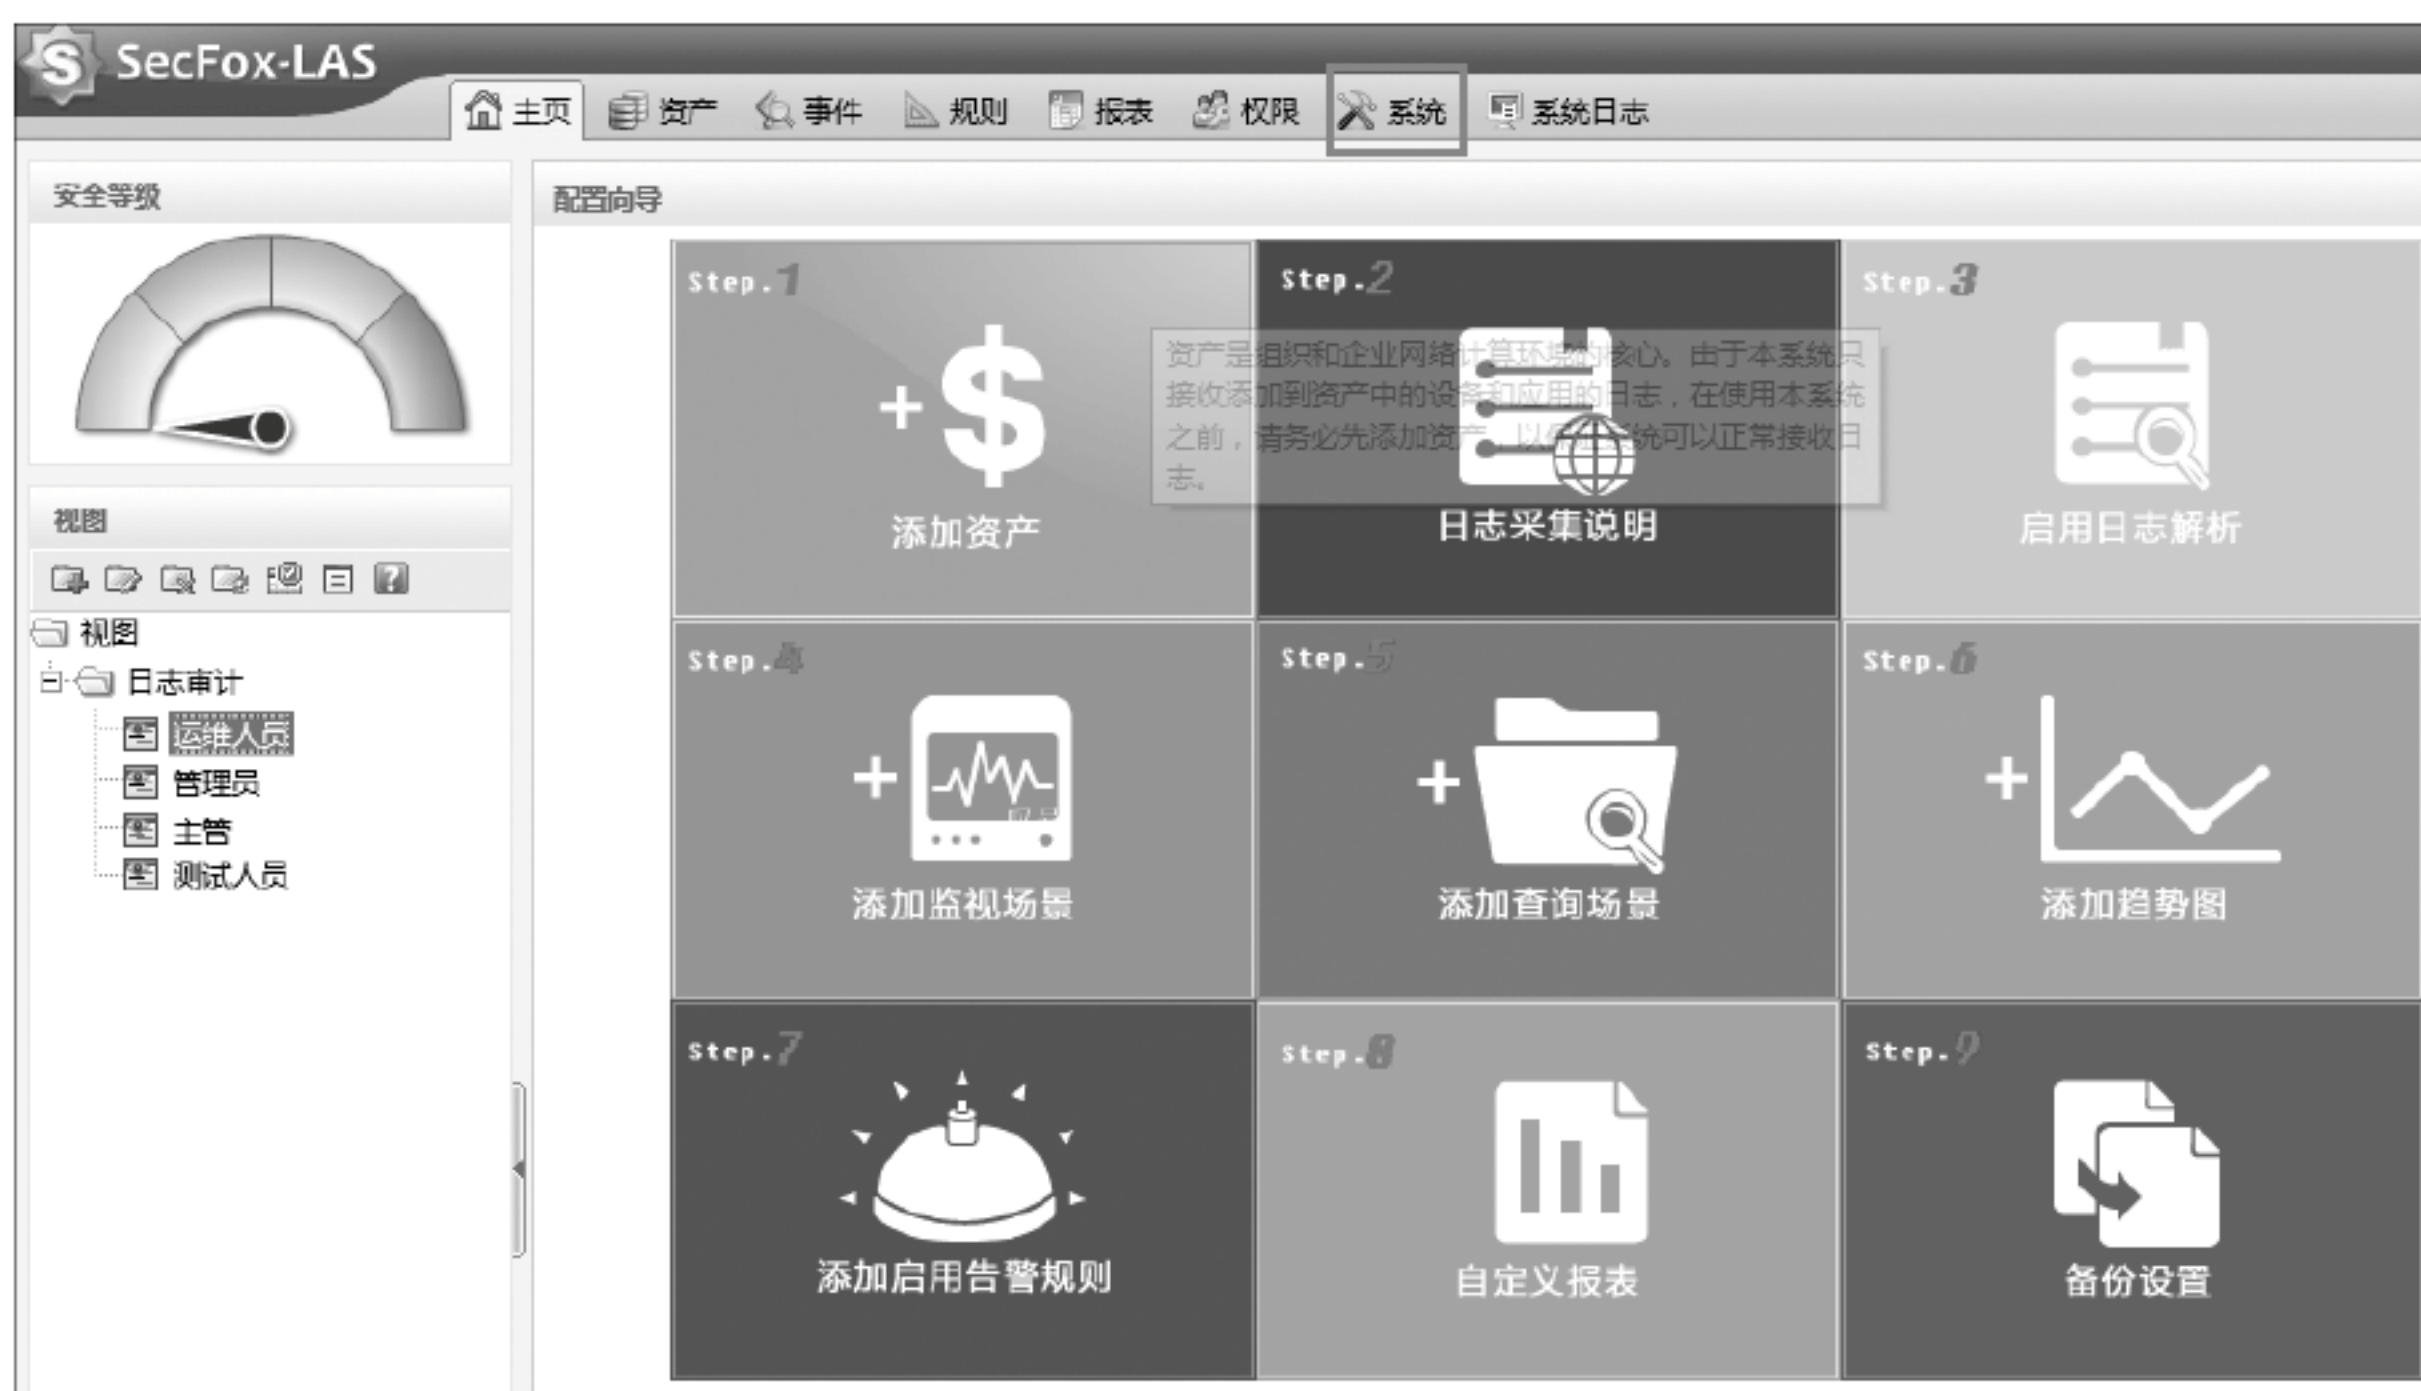 SecFox-LAS
主页 资产 事件 规则 报表 权限 系统 系统日志
安全等级
视图
视图
日志审计
运维人员
管理员
主管
测试人员
配置向导
Step.1
添加资产
Step.2
日志采集说明
Step.3
启用日志解析
资产是组织和企业网络计算环境的核心。由于本系统只
接收添加到资产中的设备和应用的日志，在使用本系统
之前，请务必先添加资产，以保证系统可以正常接收日
志。
Step.4
添加监视场景
Step.5
添加查询场景
Step.6
添加趋势图
Step.7
添加启用告警规则
Step.8
自定义报表
Step.9
备份设置